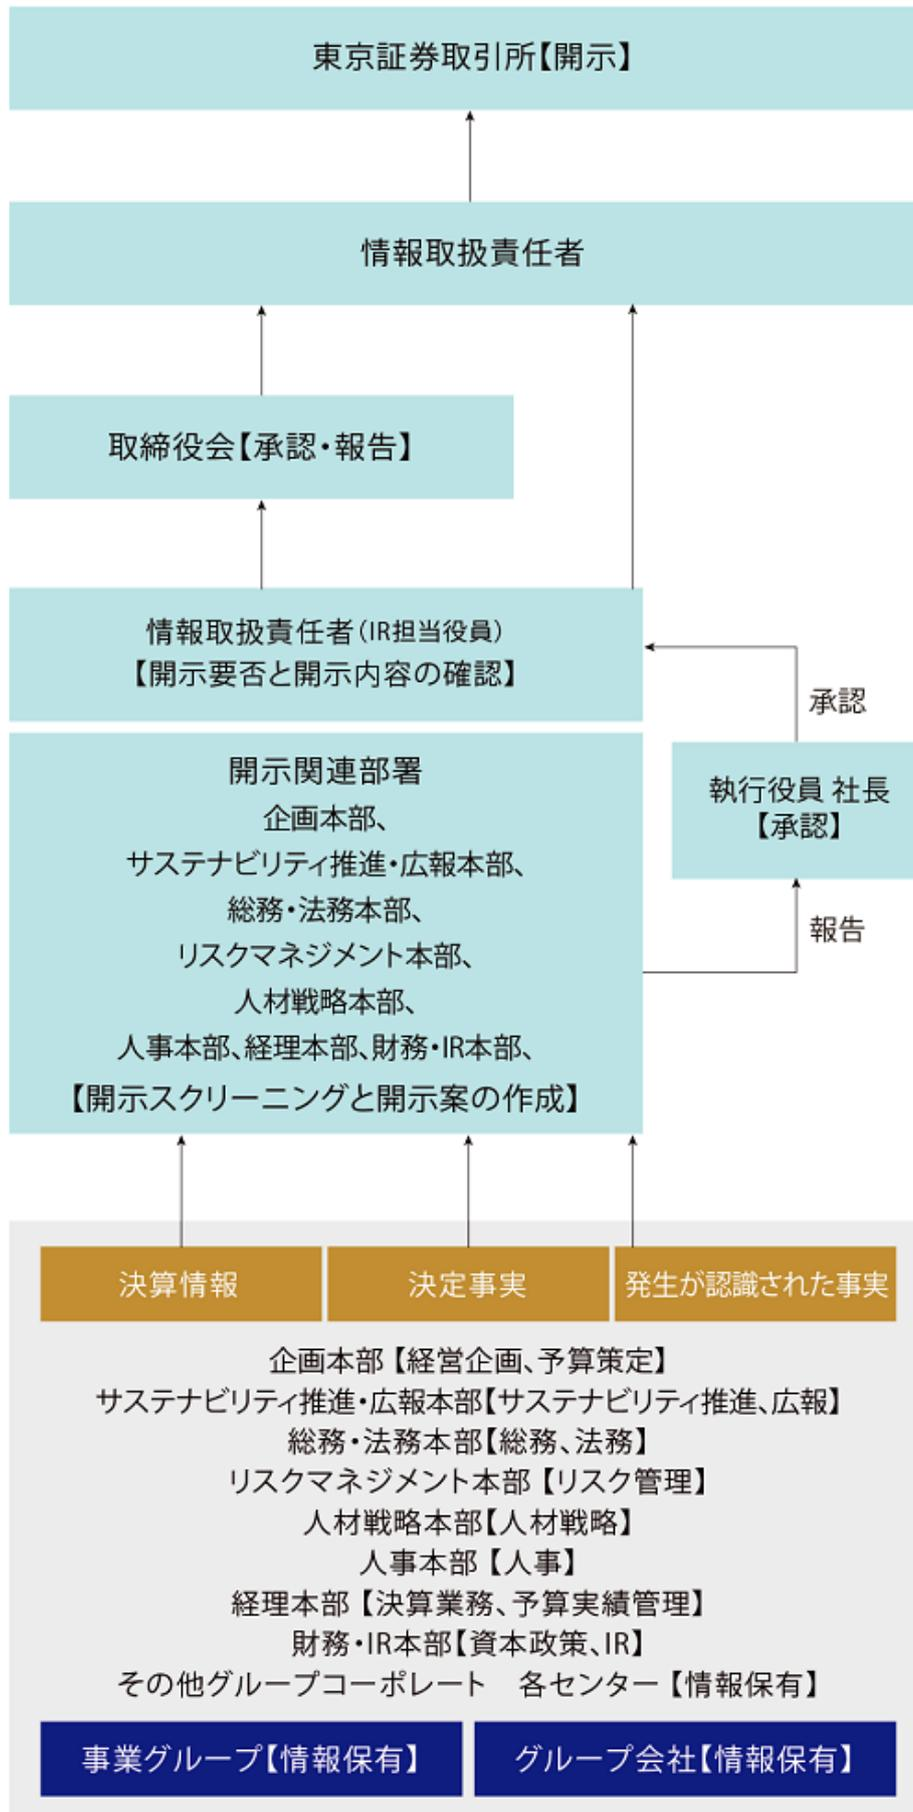 東京証券取引所【開示】
情報取扱責任者
取締役会【承認・報告】
情報取扱責任者（IR担当役員）
【開示要否と開示内容の確認】
承認
執行役員 社長
【承認】
報告
開示関連部署
企画本部、
サステナビリティ推進・広報本部、
総務・法務本部、
リスクマネジメント本部、
人材戦略本部、
人事本部、経理本部、財務・IR本部、
【開示スクリーニングと開示案の作成】
決算情報
決定事実
発生が認識された事実
企画本部【経営企画、予算策定】
サステナビリティ推進・広報本部【サステナビリティ推進、広報】
総務・法務本部【総務、法務】
リスクマネジメント本部【リスク管理】
人材戦略本部【人材戦略】
人事本部【人事】
経理本部【決算業務、予算実績管理】
財務・IR本部【資本政策、IR】
その他グループコーポレート　各センター【情報保有】
事業グループ【情報保有】
グループ会社【情報保有】